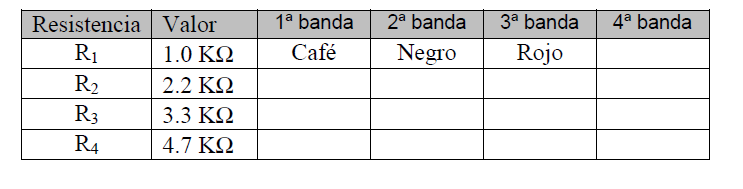 Resistencia Valor 1ª banda 2ª banda 3ª banda 4ª banda
R₁ 1.0 KΩ Café Negro Rojo
R₂ 2.2 KΩ
R₃ 3.3 KΩ
R₄ 4.7 KΩ